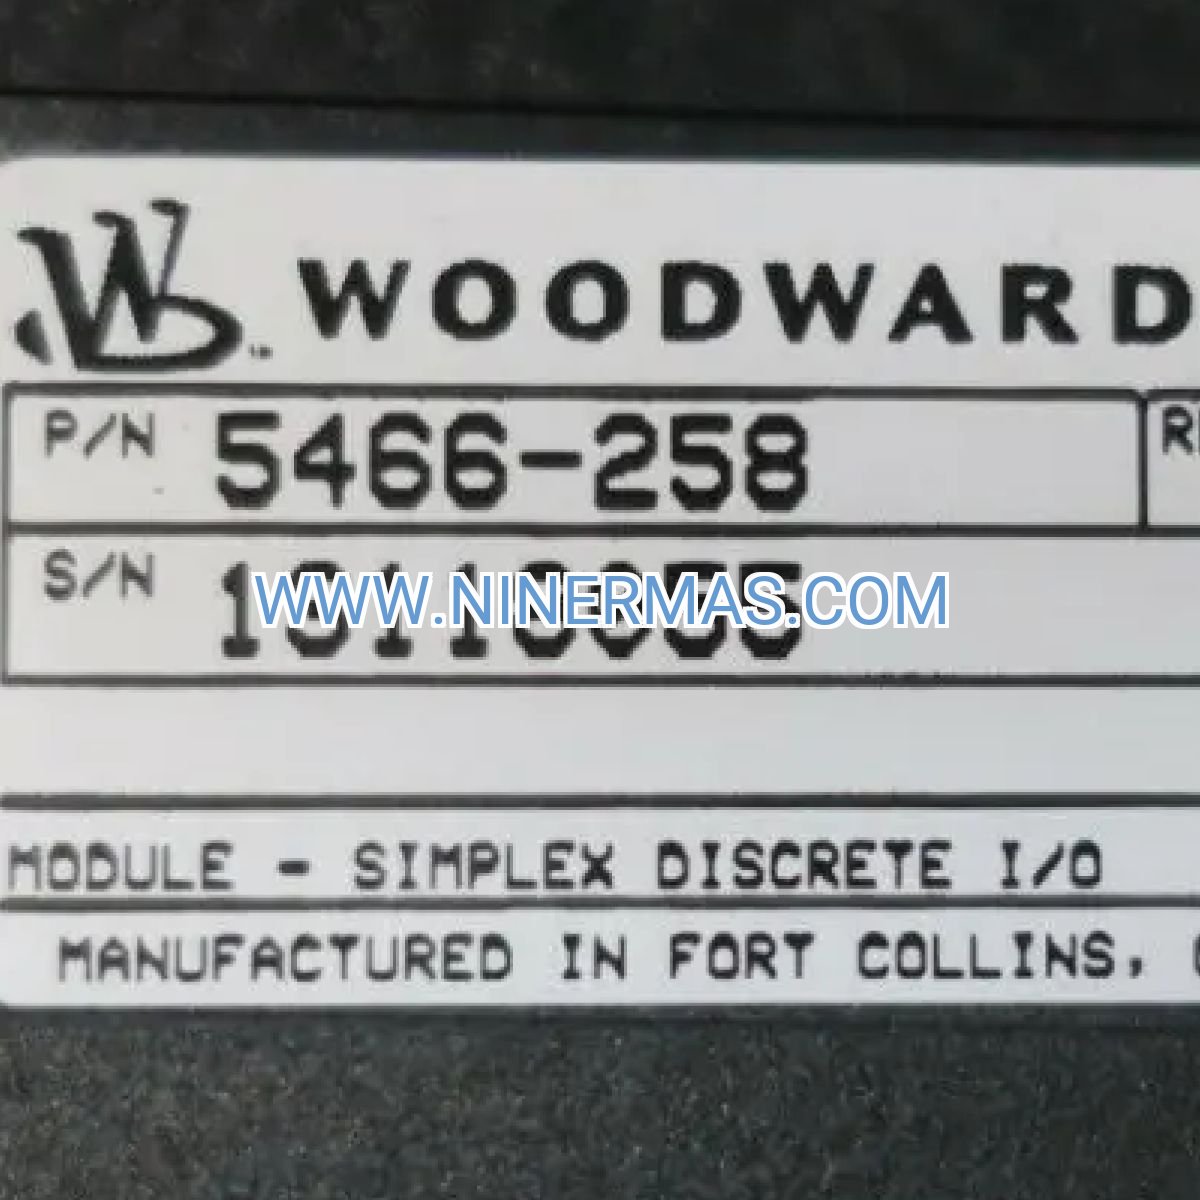 WOODWARD
P/N 5466-258
S/N
WWW.NINERMAS.COM
MODULE - SIMPLEX DISCRETE I/O
MANUFACTURED IN FORT COLLINS,